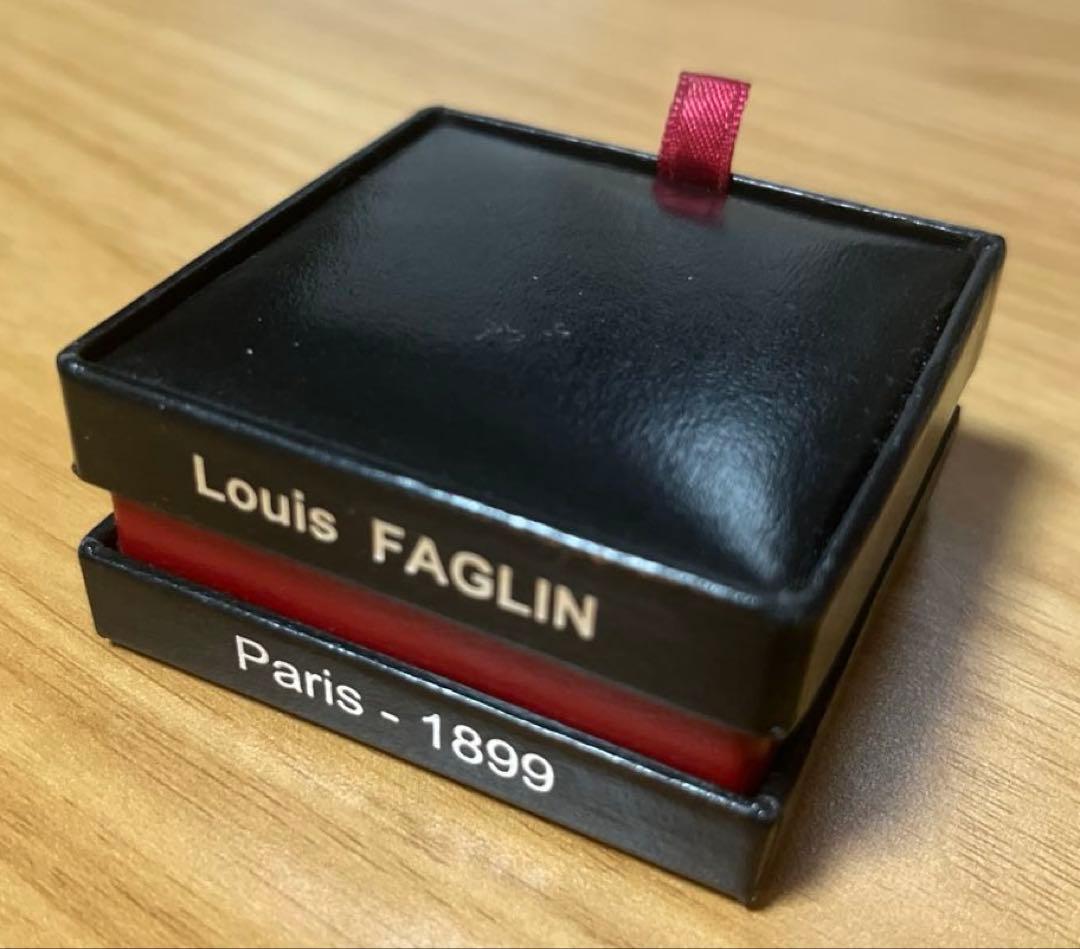 Louis FAGLIN
Paris - 1899